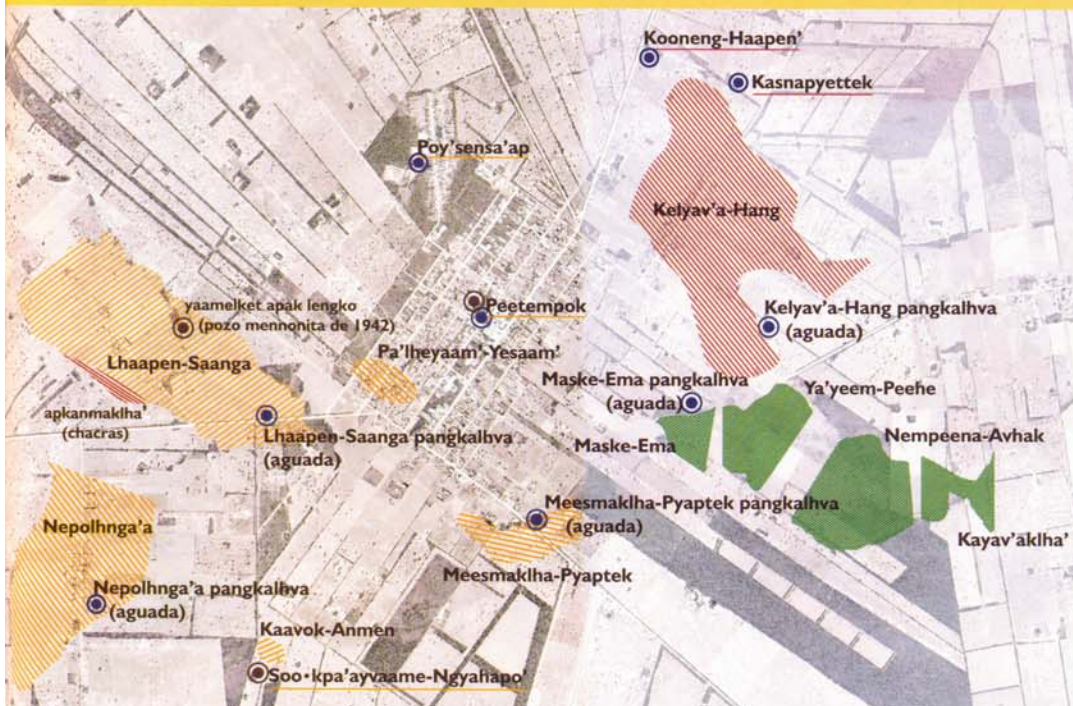 Kooneng-Haapen'
Kasnapyettek
Poy'sensa'ap
Kelyav'a-Hang
yaamelket apak lengko
(pozo mennonita de 1942)
Peetempok
Kelyav'a-Hang pangkalhva
(aguada)
Lhaapen-Saanga
Pa'lheyaam'-Yesaam'
Maske-Ema pangkalhva
(aguada)
Ya'yeem-Peehe
apkanmaklha'
(chacras)
Lhaapen-Saanga pangkalhva
(aguada)
Maske-Ema
Nempeena-Avhak
Nepolhnga'a
Meesmaklha-Pyaptek pangkalhva
(aguada)
Kayav'aklha'
Meesmaklha-Pyaptek
Nepolhnga'a pangkalhva
(aguada)
Kaavok-Anmen
Soo•kpa'ayvaame-Ngyahapo'